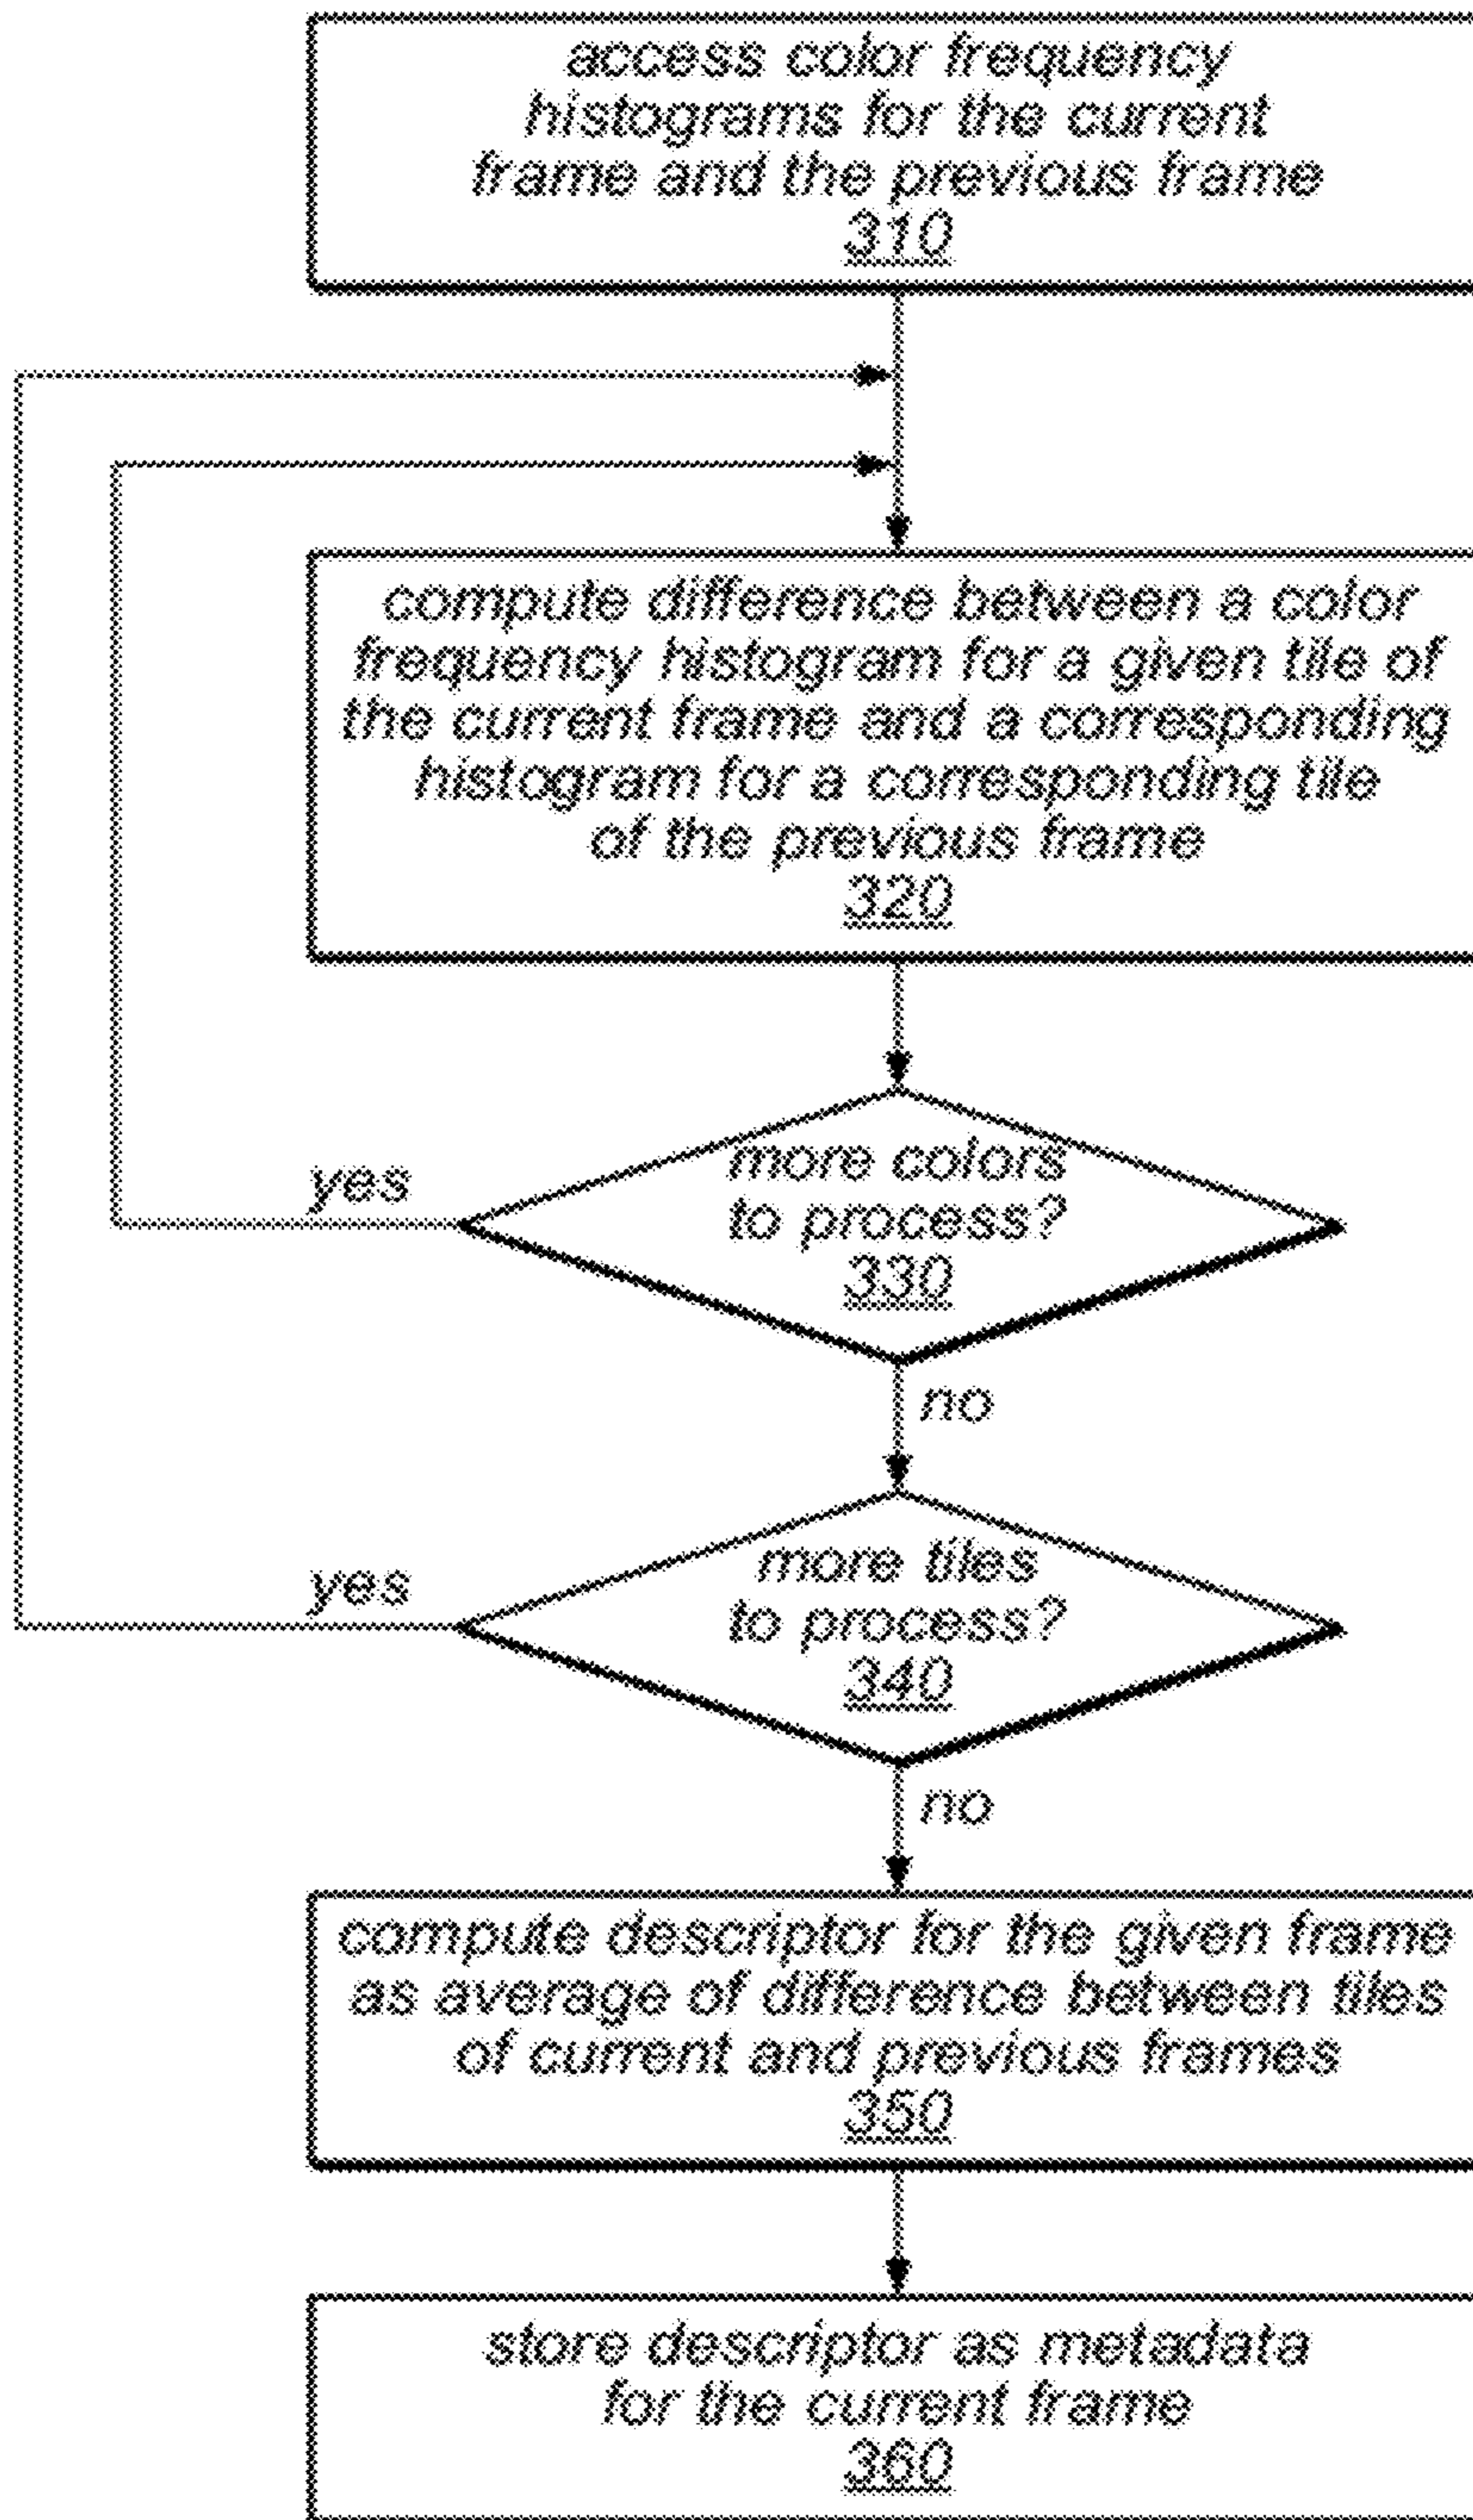 access color frequency
histograms for the current
frame and the previous frame
310
compute difference between a color
frequency histogram for a given tile of
the current frame and a corresponding
histogram for a corresponding tile
of the previous frame
320
more colors
to process?
330
yes
no
more tiles
to process?
340
yes
no
compute descriptor for the given frame
as average of difference between tiles
of current and previous frames
350
store descriptor as metadata
for the current frame
360